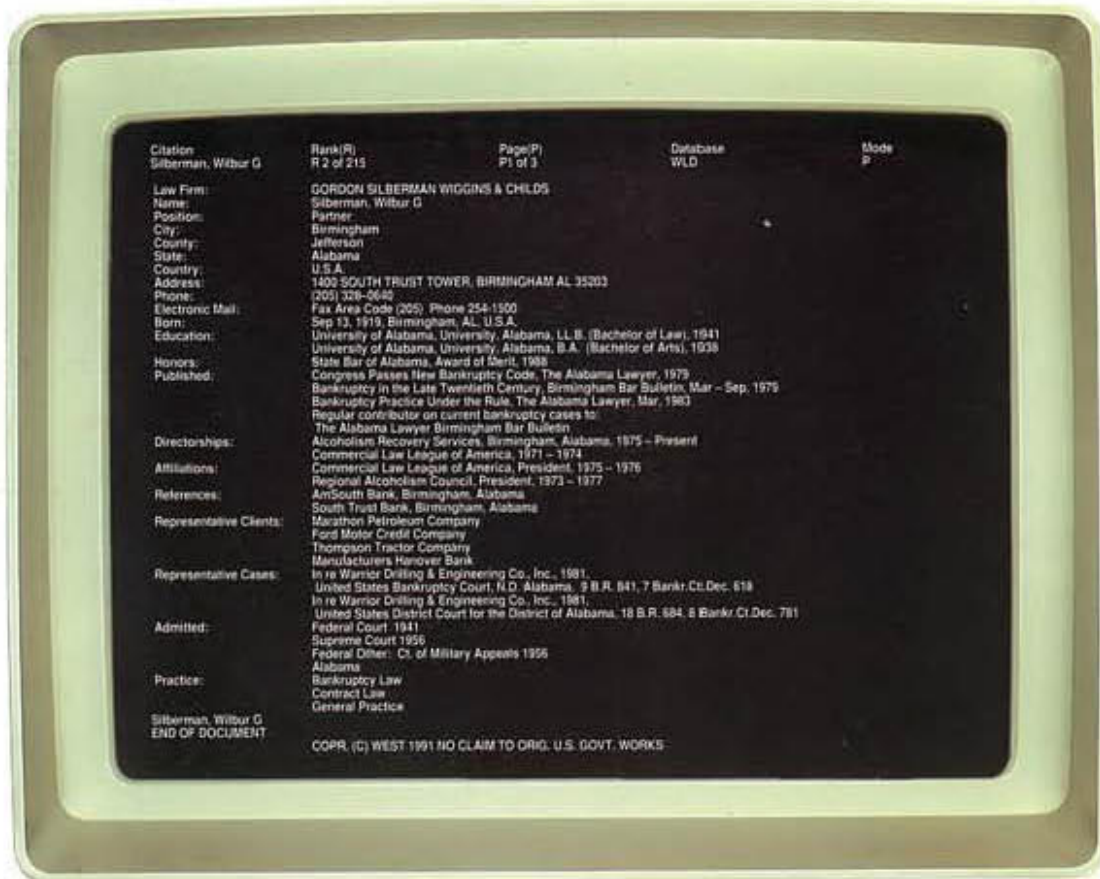 Citation Rank(R) Page(P) Database Mode
Silberman, Wilbur G R 2 of 215 P1 of 3 WLD P
Law Firm: GORDON SILBERMAN WIGGINS & CHILDS
Name: Silberman, Wilbur G
Position: Partner
City: Birmingham
County: Jefferson
State: Alabama
Country: U.S.A.
Address: 1400 SOUTH TRUST TOWER, BIRMINGHAM AL 35203
Phone: (205) 328-0640
Electronic Mail: Fax Area Code (205) Phone 254-1500
Born: Sep 13, 1919, Birmingham, AL, U.S.A.
Education: University of Alabama, University, Alabama, LL.B. (Bachelor of Law), 1941
University of Alabama, University, Alabama, B.A. (Bachelor of Arts), 1938
Honors: State Bar of Alabama, Award of Merit, 1988
Published: Congress Passes New Bankruptcy Code, The Alabama Lawyer, 1979
Bankruptcy in the Late Twentieth Century, Birmingham Bar Bulletin, Mar – Sep, 1979
Bankruptcy Practice Under the Rule, The Alabama Lawyer, Mar, 1983
Regular contributor on current bankruptcy cases to:
The Alabama Lawyer Birmingham Bar Bulletin
Directorships: Alcoholism Recovery Services, Birmingham, Alabama, 1975 – Present
Commercial Law League of America, 1971 – 1974
Affiliations: Commercial Law League of America, President, 1975 – 1976
Regional Alcoholism Council, President, 1973 – 1977
References: AmSouth Bank, Birmingham, Alabama
South Trust Bank, Birmingham, Alabama
Representative Clients: Marathon Petroleum Company
Ford Motor Credit Company
Thompson Tractor Company
Manufacturers Hanover Bank
Representative Cases: In re Warrior Drilling & Engineering Co., Inc., 1981,
United States Bankruptcy Court, N.D. Alabama, 9 B.R. 841, 7 Bankr.Ct.Dec. 618
In re Warrior Drilling & Engineering Co., Inc., 1981,
United States District Court for the District of Alabama, 18 B.R. 684, 8 Bankr.Ct.Dec. 781
Admitted: Federal Court 1941
Supreme Court 1956
Federal Other: Ct. of Military Appeals 1956
Alabama
Practice: Bankruptcy Law
Contract Law
General Practice
Silberman, Wilbur G
END OF DOCUMENT
COPR. (C) WEST 1991 NO CLAIM TO ORIG. U.S. GOVT. WORKS